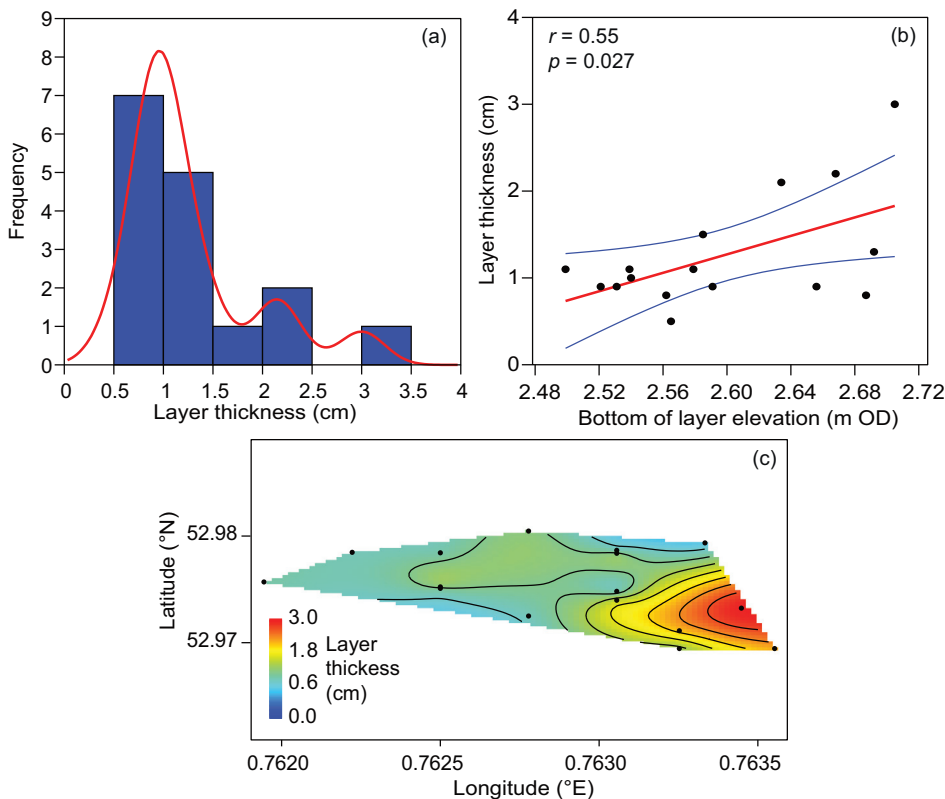 (a)
9
8
7
6
5
4
3
2
1
0
Frequency
0 0.5 1.0 1.5 2.0 2.5 3.0 3.5 4
Layer thickness (cm)
(b)
r = 0.55
p = 0.027
4
3
2
1
0
Layer thickness (cm)
2.48 2.52 2.56 2.60 2.64 2.68 2.72
Bottom of layer elevation (m OD)
(c)
52.98
52.97
Latitude (°N)
3.0 Layer
1.8 thickess
0.6 (cm)
0.0
0.7620 0.7625 0.7630 0.7635
Longitude (°E)